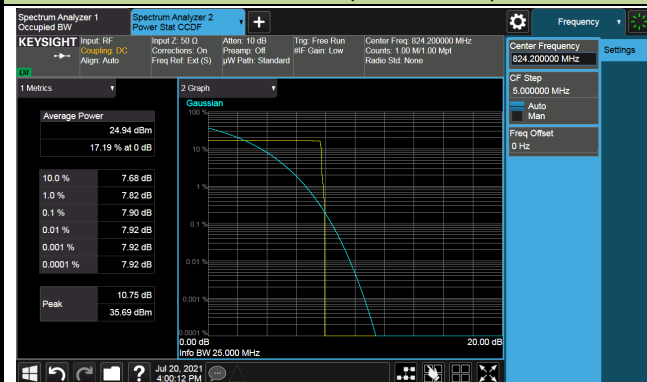 Spectrum Analyzer 1
Occupied BW
Spectrum Analyzer 2
Power Stat CCDF
Frequency
KEYSIGHT
Input: RF
Coupling: DC
Align: Auto
Input Z: 50 Ω
Corrections: On
Freq Ref: Ext (S)
Atten: 10 dB
Preamp: Off
µW Path: Standard
Trig: Free Run
#IF Gain: Low
Center Freq: 824.200000 MHz
Counts: 1.00 M/1.00 Mpt
Radio Std: None
LXI
Center Frequency
824.200000 MHz
Settings
CF Step
5.000000 MHz
Auto
Man
Freq Offset
0 Hz
1 Metrics
Average Power
24.94 dBm
17.19 % at 0 dB
10.0 % 7.68 dB
1.0 % 7.82 dB
0.1 % 7.90 dB
0.01 % 7.92 dB
0.001 % 7.92 dB
0.0001 % 7.92 dB
Peak
10.75 dB
35.69 dBm
2 Graph
Gaussian
100 %
10 %
1 %
0.1 %
0.01 %
0.001 %
0.0001 %
0.00 dB 20.00 dB
Info BW 25.000 MHz
Jul 20, 2021
4:00:12 PM